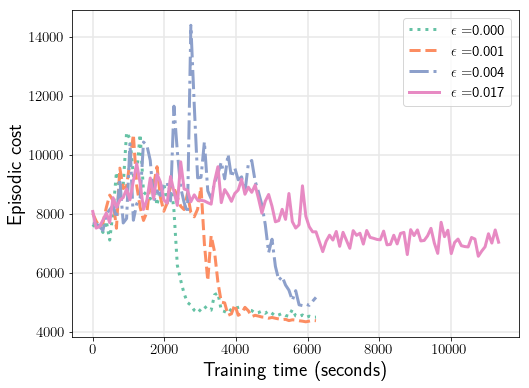 ϵ =0.000
ϵ =0.001
ϵ =0.004
ϵ =0.017
Episodic cost
14000
12000
10000
8000
6000
4000
0 2000 4000 6000 8000 10000
Training time (seconds)